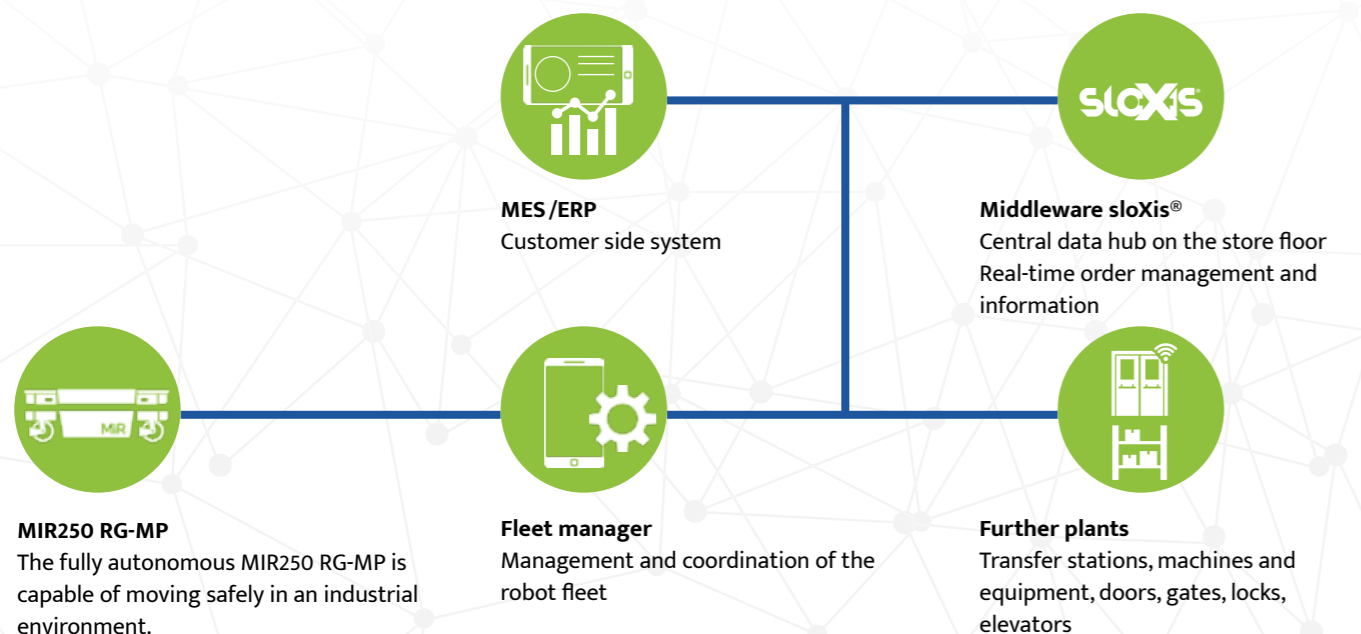 sloXis
MES/ERP
Customer side system
Middleware sloXis®
Central data hub on the store floor
Real-time order management and
information
MiR
MIR250 RG-MP
The fully autonomous MIR250 RG-MP is
capable of moving safely in an industrial
environment.
Fleet manager
Management and coordination of the
robot fleet
Further plants
Transfer stations, machines and
equipment, doors, gates, locks,
elevators